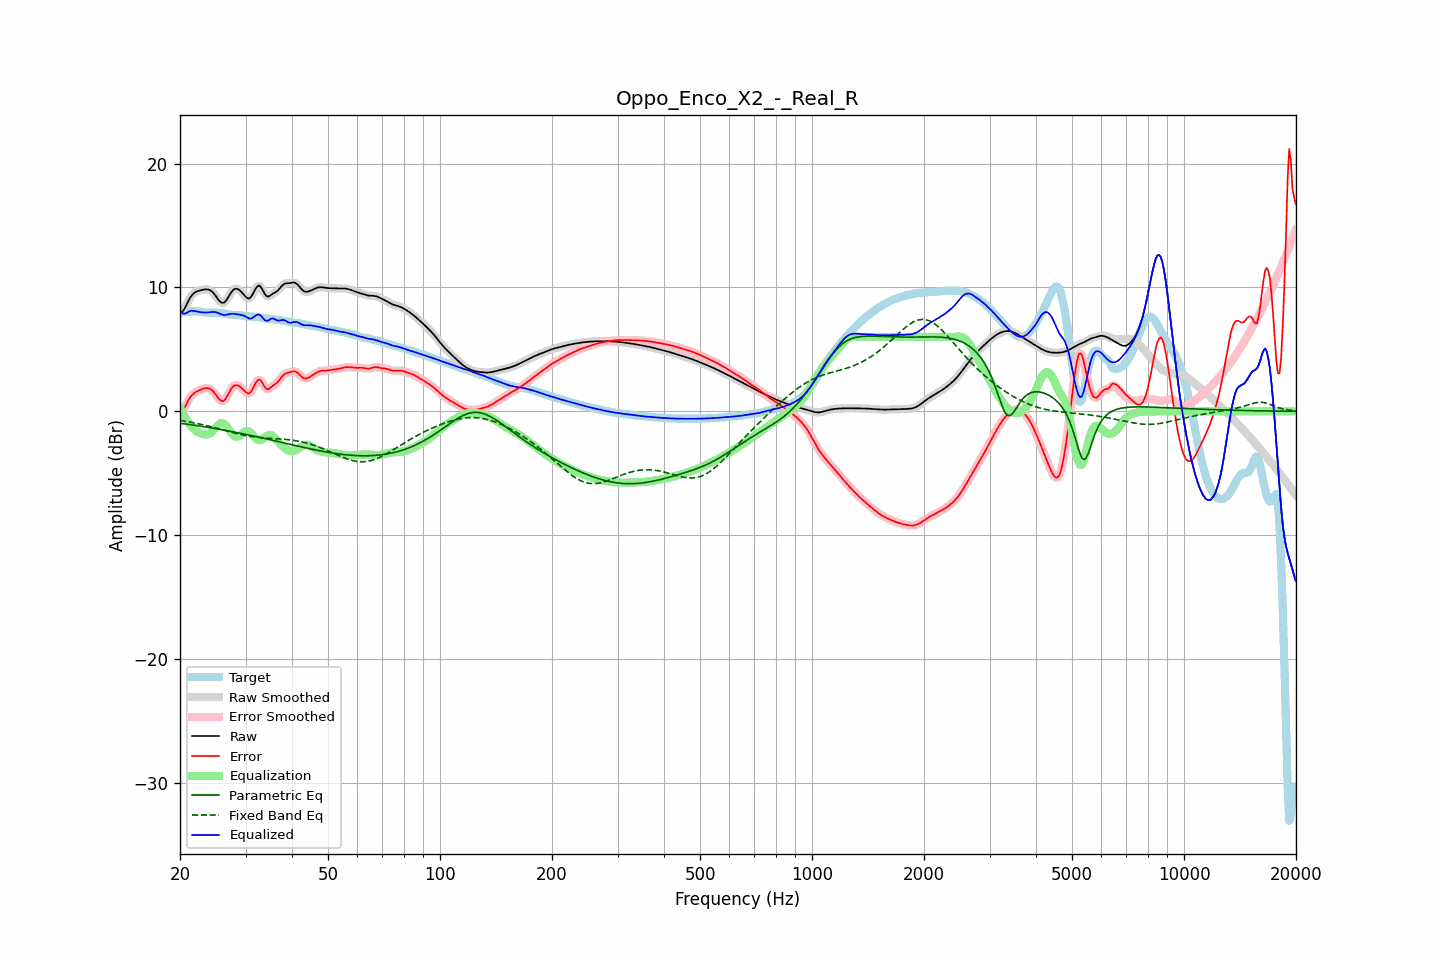 Oppo_Enco_X2_-_Real_R
Amplitude (dBr)
20
10
0
−10
−20
−30
Target
Raw Smoothed
Error Smoothed
Raw
Error
Equalization
Parametric Eq
Fixed Band Eq
Equalized
20 50 100 200 500 1000 2000 5000 10000 20000
Frequency (Hz)